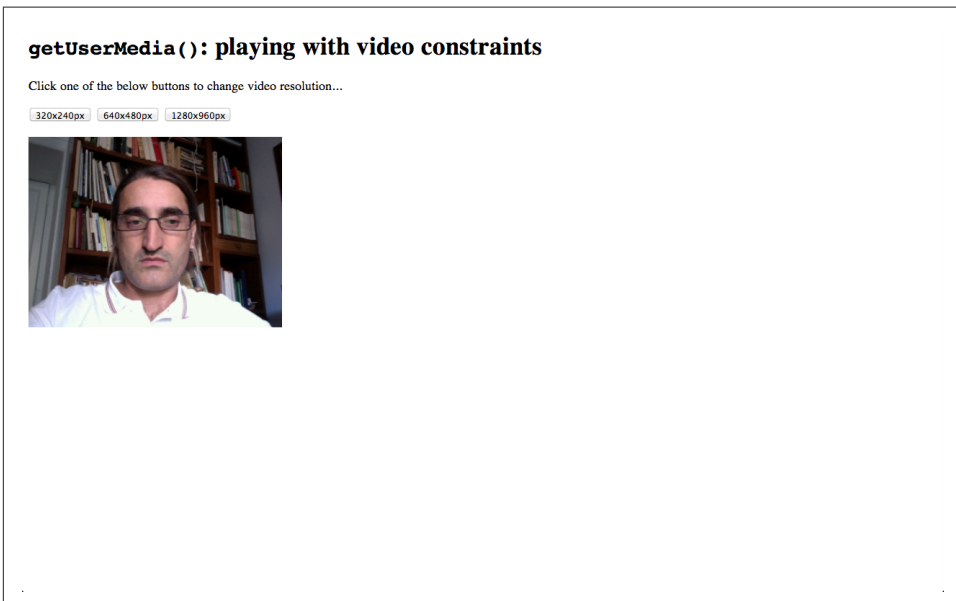 getUserMedia(): playing with video constraints
Click one of the below buttons to change video resolution...
320x240px 640x480px 1280x960px